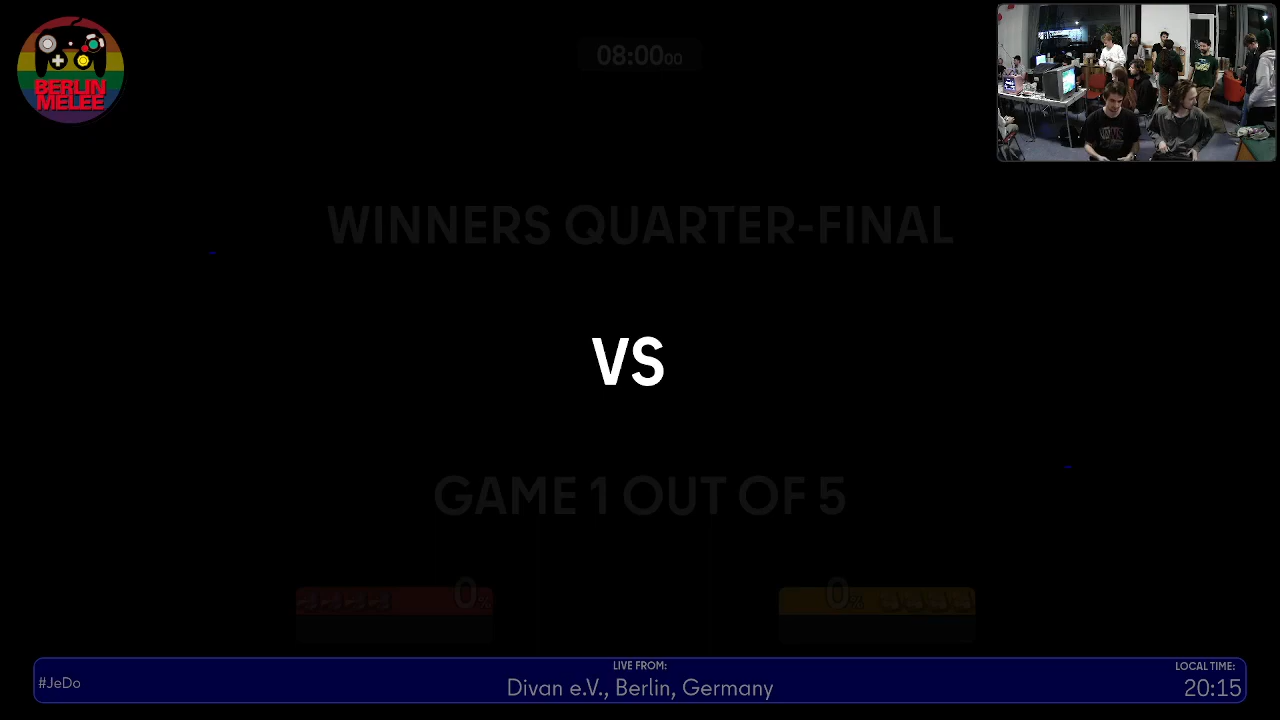 BERLIN
MELEE
08:00 00
WINNERS QUARTER-FINAL
VS
GAME 1 OUT OF 5
0%
0%
LIVE FROM:
LOCAL TIME:
#JeDo
Divan e.V., Berlin, Germany
20:15